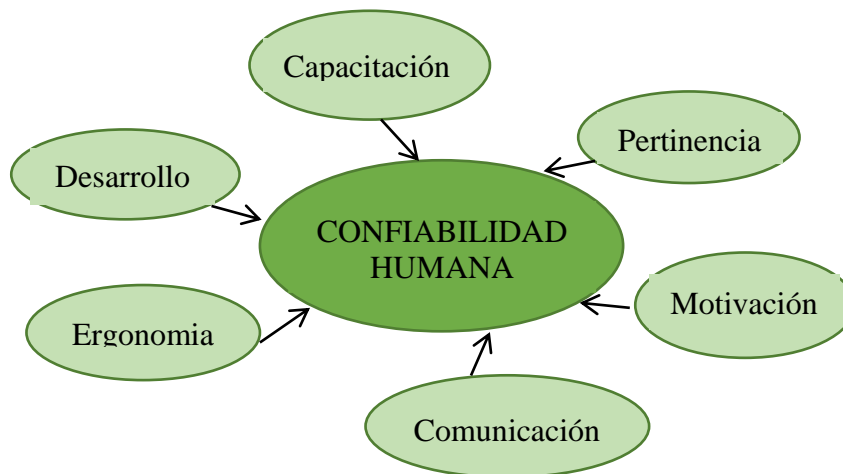 Capacitación
Pertinencia
Desarrollo
CONFIABILIDAD
HUMANA
Motivación
Ergonomia
Comunicación